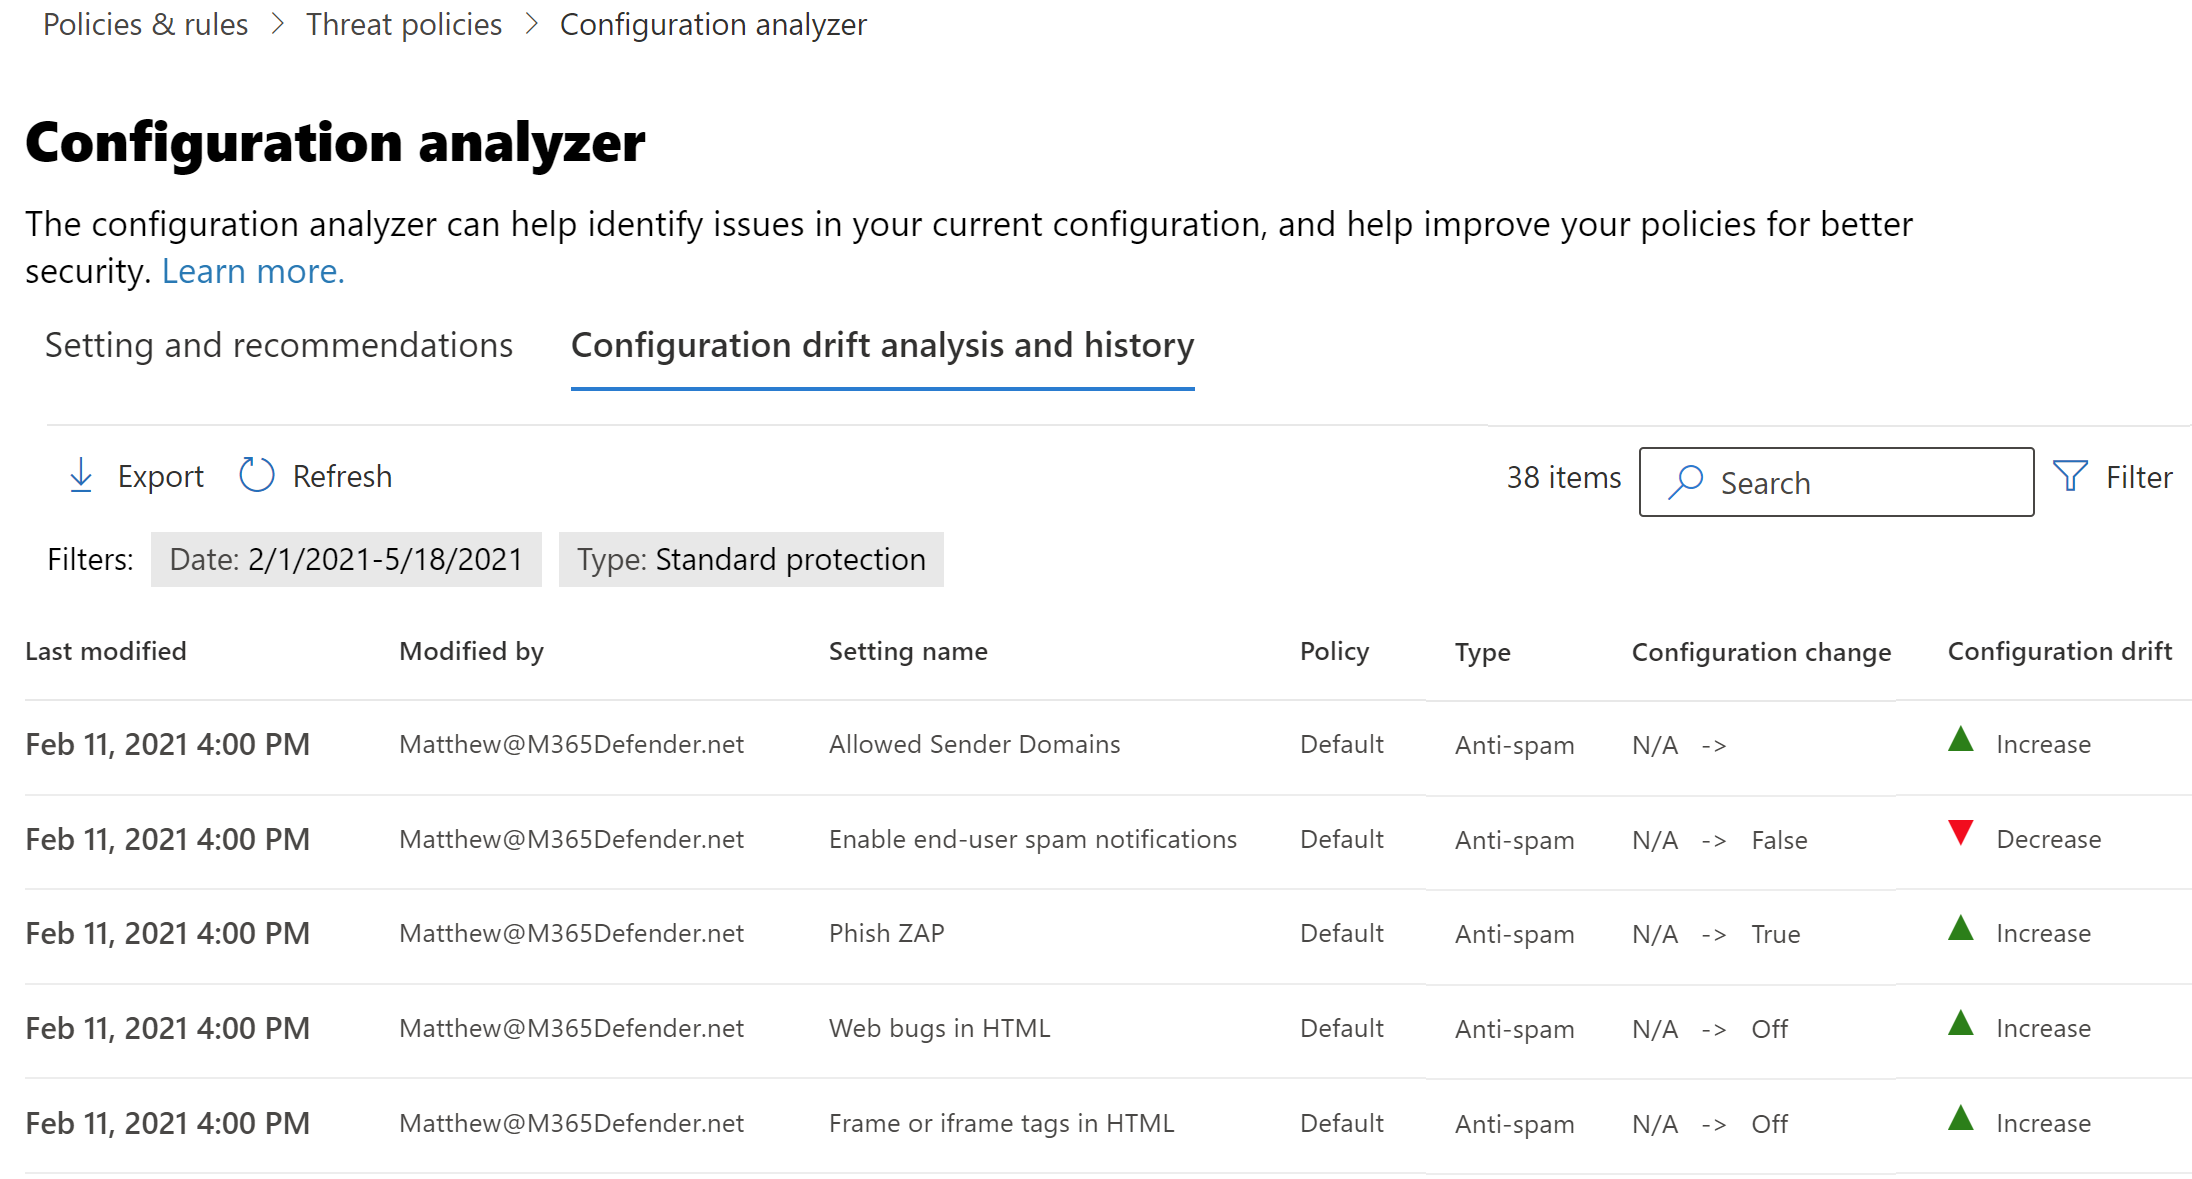 Policies & rules > Threat policies > Configuration analyzer
Configuration analyzer
The configuration analyzer can help identify issues in your current configuration, and help improve your policies for better
security. Learn more.
Setting and recommendations Configuration drift analysis and history
Export Refresh 38 items Search Filter
Filters: Date: 2/1/2021-5/18/2021 Type: Standard protection
Last modified Modified by Setting name Policy Type Configuration change Configuration drift
Feb 11, 2021 4:00 PM Matthew@M365Defender.net Allowed Sender Domains Default Anti-spam N/A -> Increase
Feb 11, 2021 4:00 PM Matthew@M365Defender.net Enable end-user spam notifications Default Anti-spam N/A -> False Decrease
Feb 11, 2021 4:00 PM Matthew@M365Defender.net Phish ZAP Default Anti-spam N/A -> True Increase
Feb 11, 2021 4:00 PM Matthew@M365Defender.net Web bugs in HTML Default Anti-spam N/A -> Off Increase
Feb 11, 2021 4:00 PM Matthew@M365Defender.net Frame or iframe tags in HTML Default Anti-spam N/A -> Off Increase